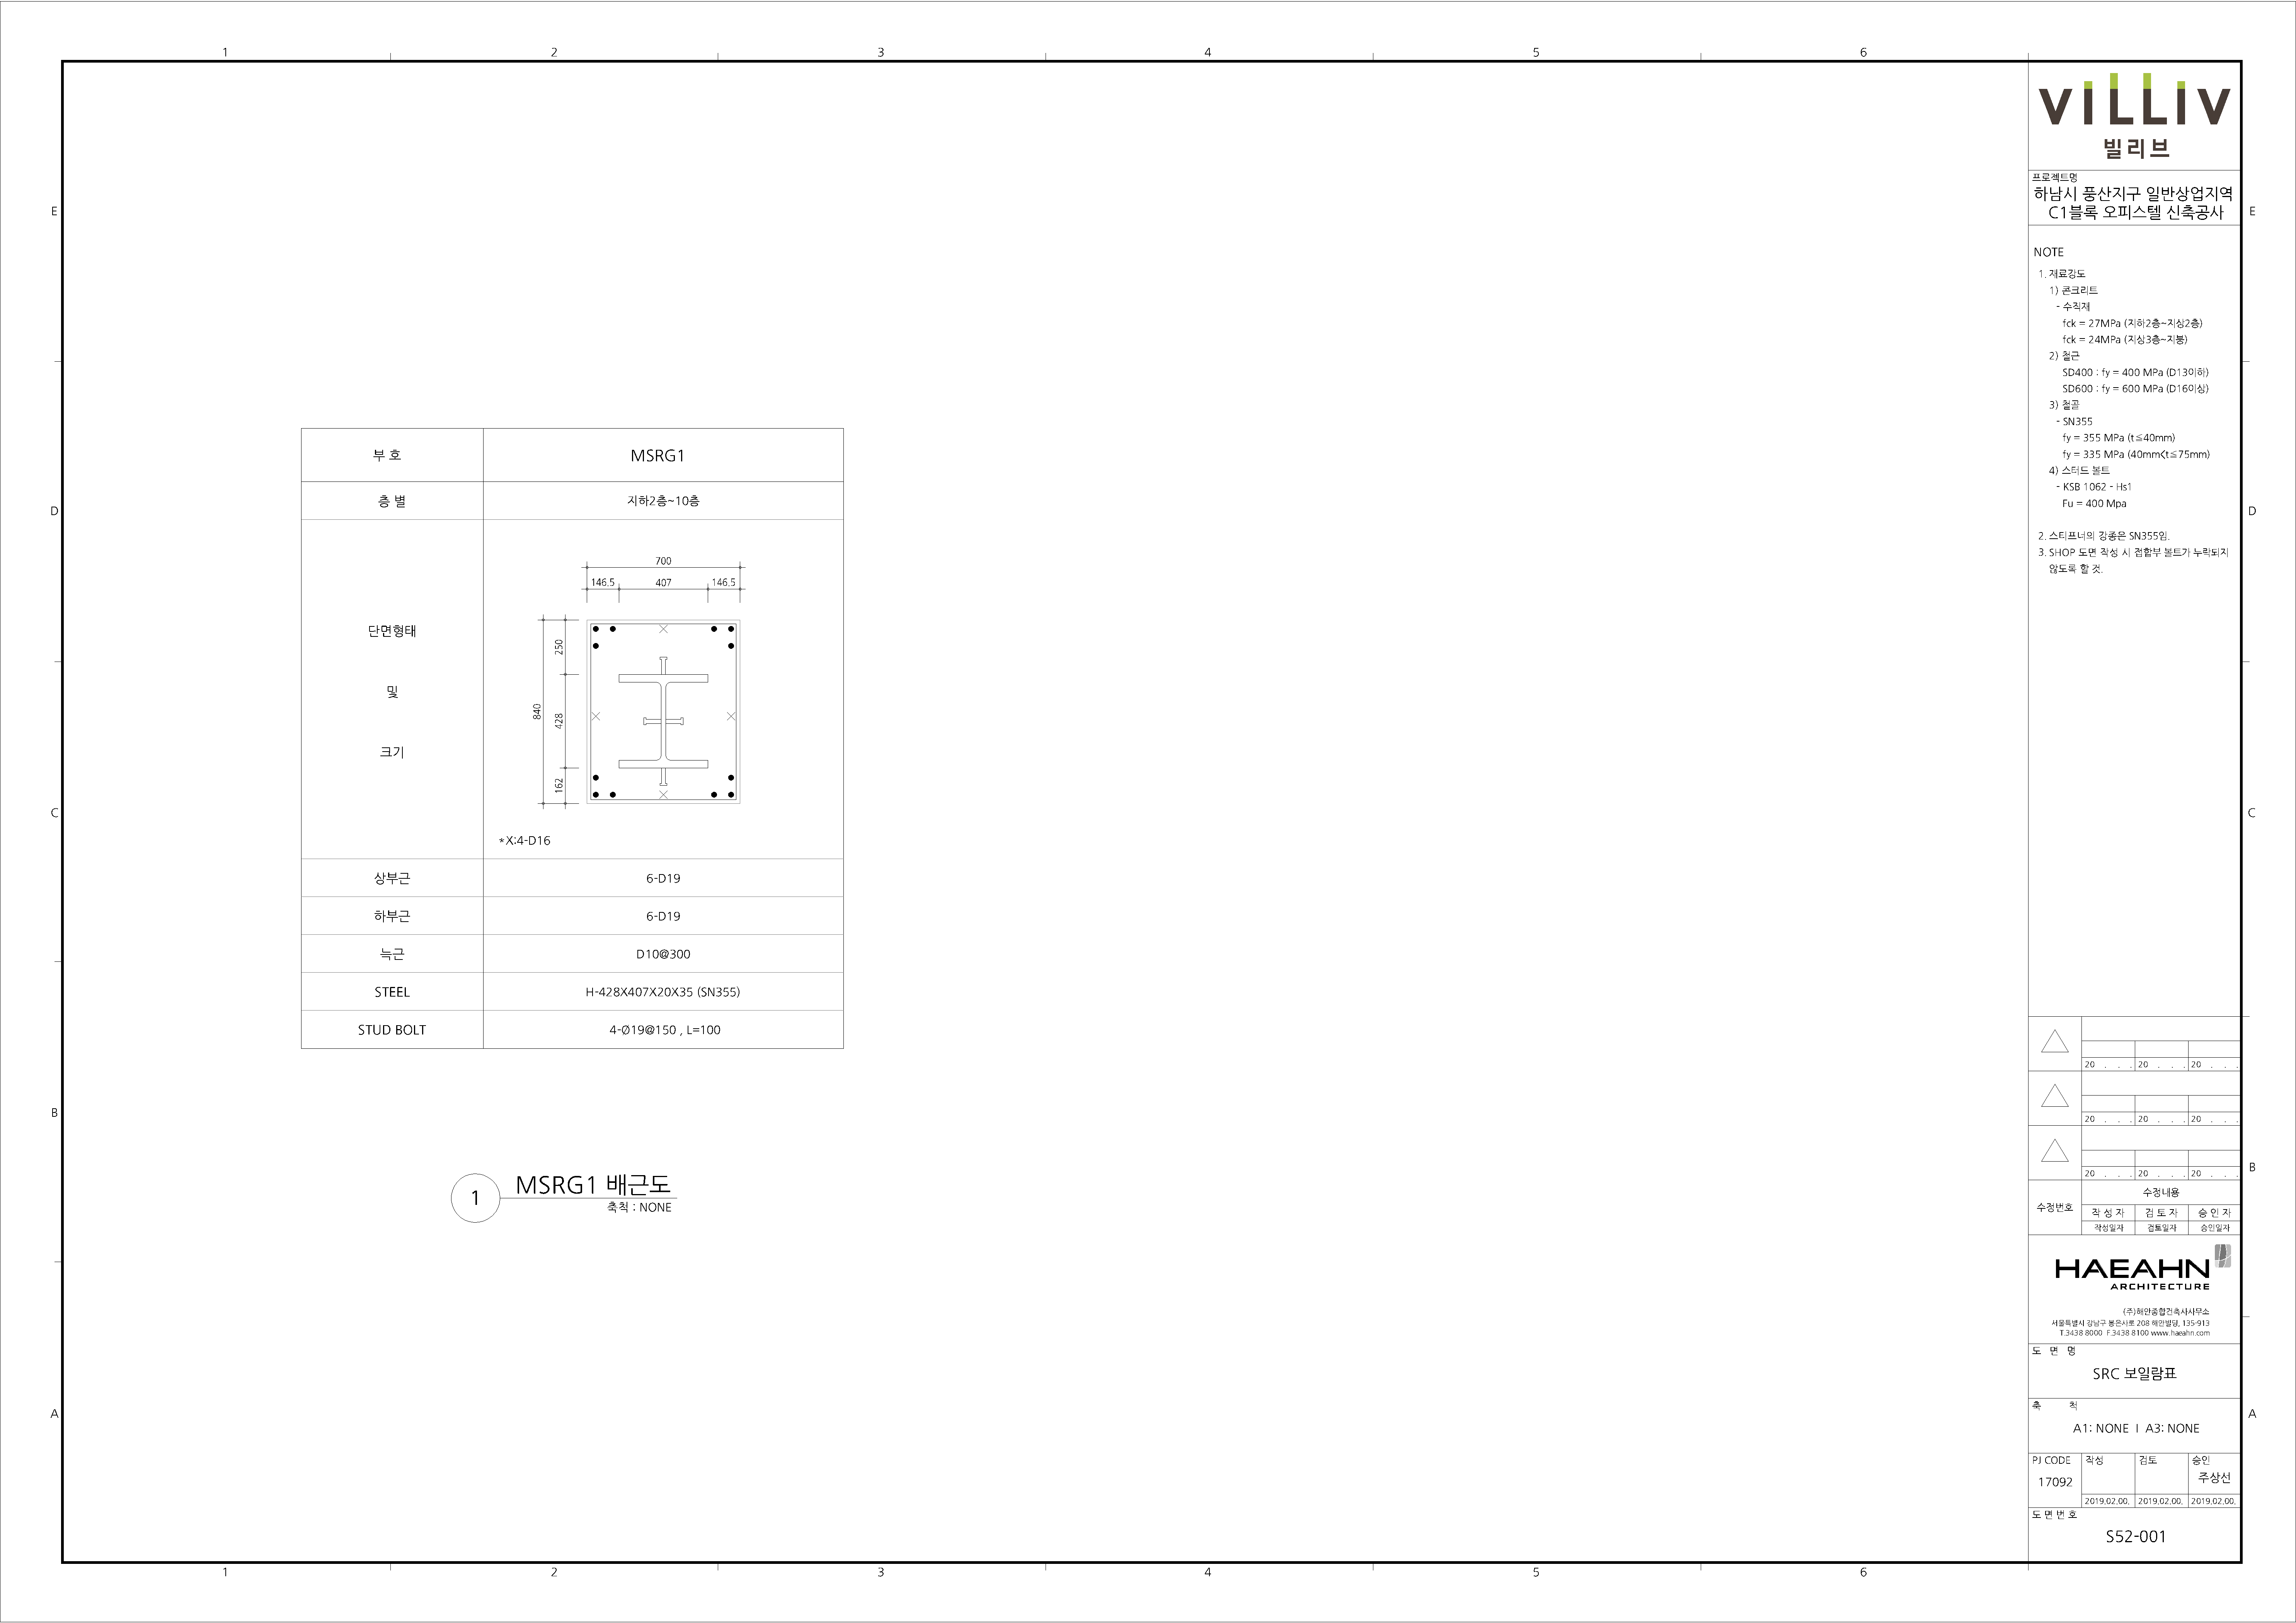 1 2 3 4 5 6
E
D
C
B
A
부 호 MSRG1
층 별 지하2층~10층
단면형태
및
크기
700
146.5 407 146.5
250
840
428
162
*X:4-D16
상부근 6-D19
하부근 6-D19
늑근 D10@300
STEEL H-428X407X20X35 (SN355)
STUD BOLT 4-Ø19@150 , L=100
1 MSRG1 배근도
축척 : NONE
VILLIV
빌리브
프로젝트명
하남시 풍산지구 일반상업지역
C1블록 오피스텔 신축공사
NOTE
1. 재료강도
1) 콘크리트
- 수직재
fck = 27MPa (지하2층~지상2층)
fck = 24MPa (지상3층~지붕)
2) 철근
SD400 : fy = 400 MPa (D13이하)
SD600 : fy = 600 MPa (D16이상)
3) 철골
- SN355
fy = 355 MPa (t≦40mm)
fy = 335 MPa (40mm<t≦75mm)
4) 스터드 볼트
- KSB 1062 - Hs1
Fu = 400 Mpa
2. 스티프너의 강종은 SN355임.
3. SHOP 도면 작성 시 접합부 볼트가 누락되지
않도록 할 것.
20 . . . 20 . . . 20 . . .
20 . . . 20 . . . 20 . . .
20 . . . 20 . . . 20 . . .
수정번호 수정내용
작 성 자 검 토 자 승 인 자
작성일자 검토일자 승인일자
HAEAHN
ARCHITECTURE
(주)해안종합건축사사무소
서울특별시 강남구 봉은사로 208 해안빌딩, 135-913
T.3438 8000 F.3438 8100 www.haeahn.com
도 면 명
SRC 보일람표
축 척
A1: NONE I A3: NONE
PJ CODE 작성 검토 승인
17092 주상선
2019.02.00. 2019.02.00. 2019.02.00.
도 면 번 호
S52-001
E
D
C
B
A
1 2 3 4 5 6